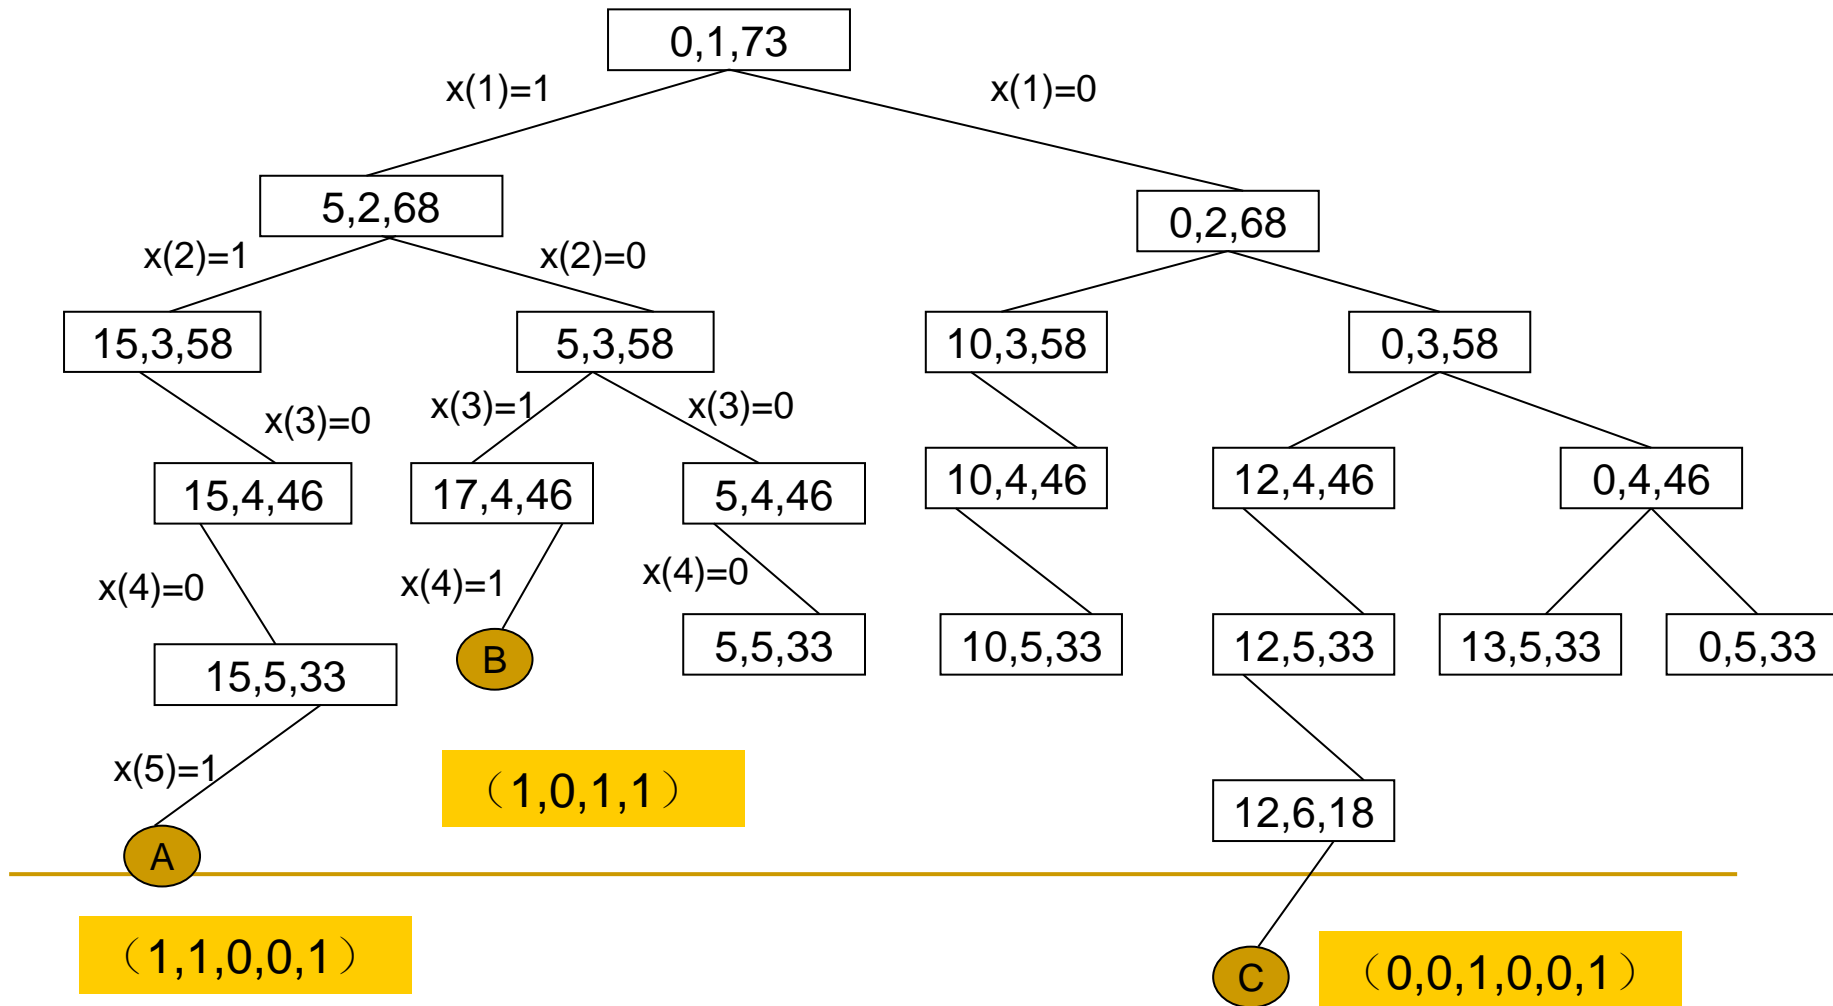 0,1,73
x(1)=1
x(1)=0
5,2,68
0,2,68
x(2)=1
x(2)=0
15,3,58
5,3,58
10,3,58
0,3,58
x(3)=0
x(3)=1
x(3)=0
15,4,46
17,4,46
5,4,46
10,4,46
12,4,46
0,4,46
x(4)=0
x(4)=1
x(4)=0
15,5,33
B
5,5,33
10,5,33
12,5,33
13,5,33
0,5,33
x(5)=1
（1,0,1,1）
12,6,18
A
（1,1,0,0,1）
C
（0,0,1,0,0,1）